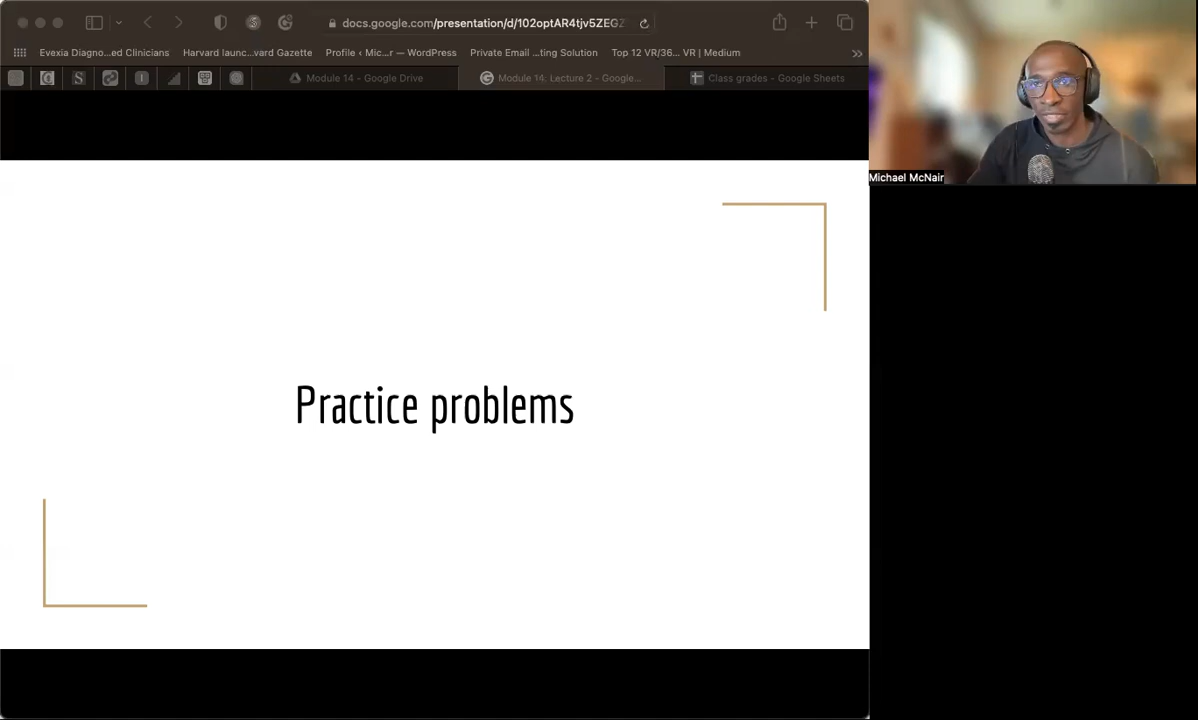 docs.google.com/presentation/d/102optAR4tjv5ZEGZ
Evexia Diagno...ed Clinicians
Harvard launc...vard Gazette
Profile ‹ Mic...r — WordPress
Private Email ...ting Solution
Top 12 VR/36... VR | Medium
Module 14 - Google Drive
Module 14: Lecture 2 - Google...
Class grades - Google Sheets
Michael McNair
Practice problems